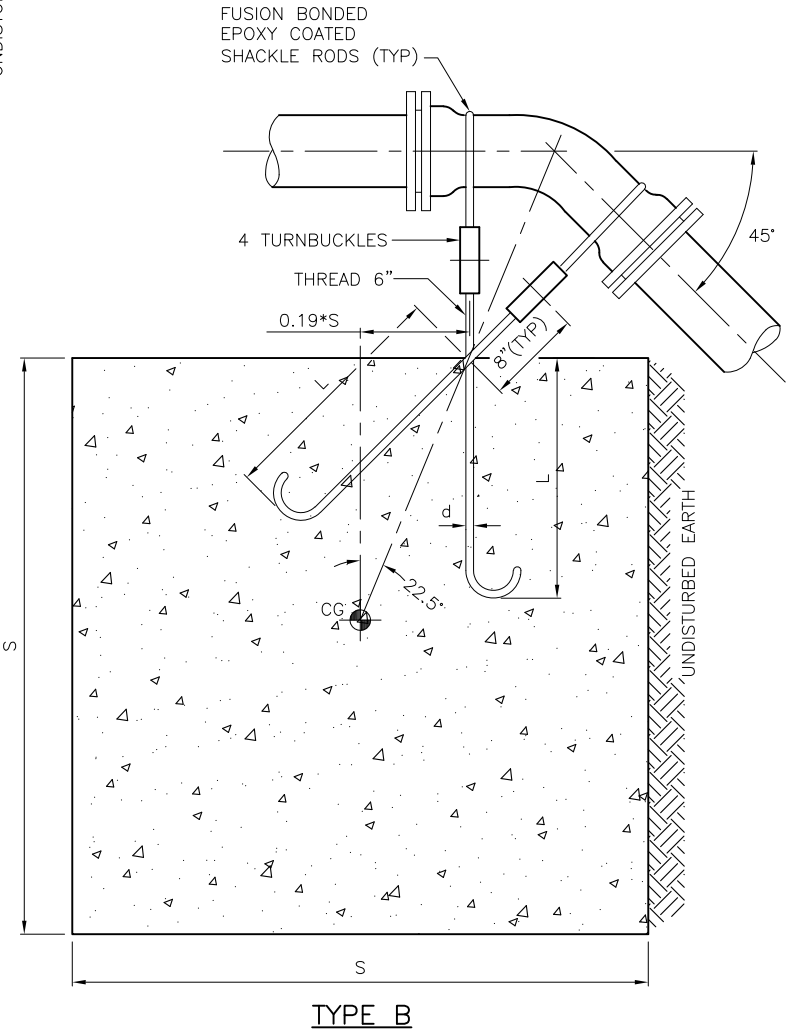 FUSION BONDED
EPOXY COATED
SHACKLE RODS (TYP)
45°
4 TURNBUCKLES
THREAD 6"
0.19*S
8"(TYP)
L
L
d
22.5°
CG
UNDISTURBED EARTH
S
S
TYPE B